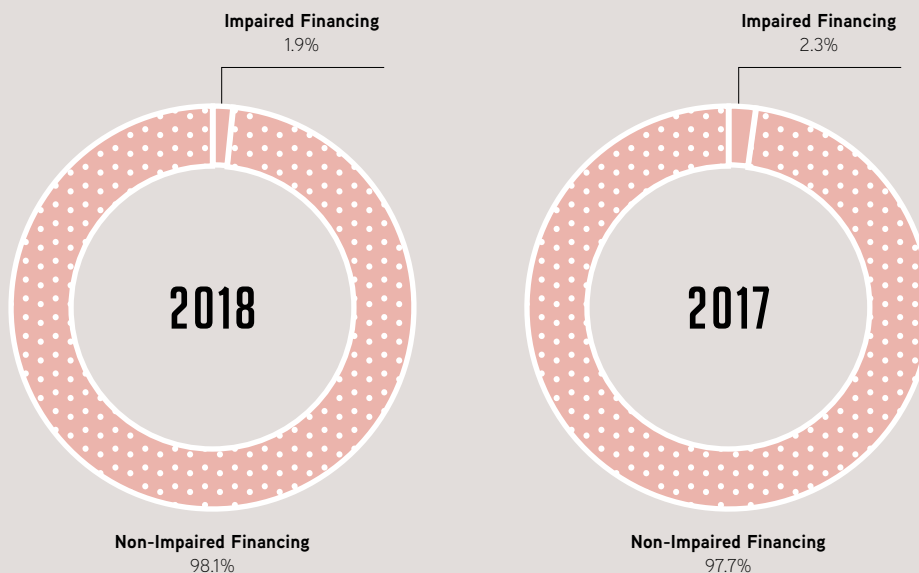 Impaired Financing
1.9%
2018
Non-Impaired Financing
98.1%
Impaired Financing
2.3%
2017
Non-Impaired Financing
97.7%